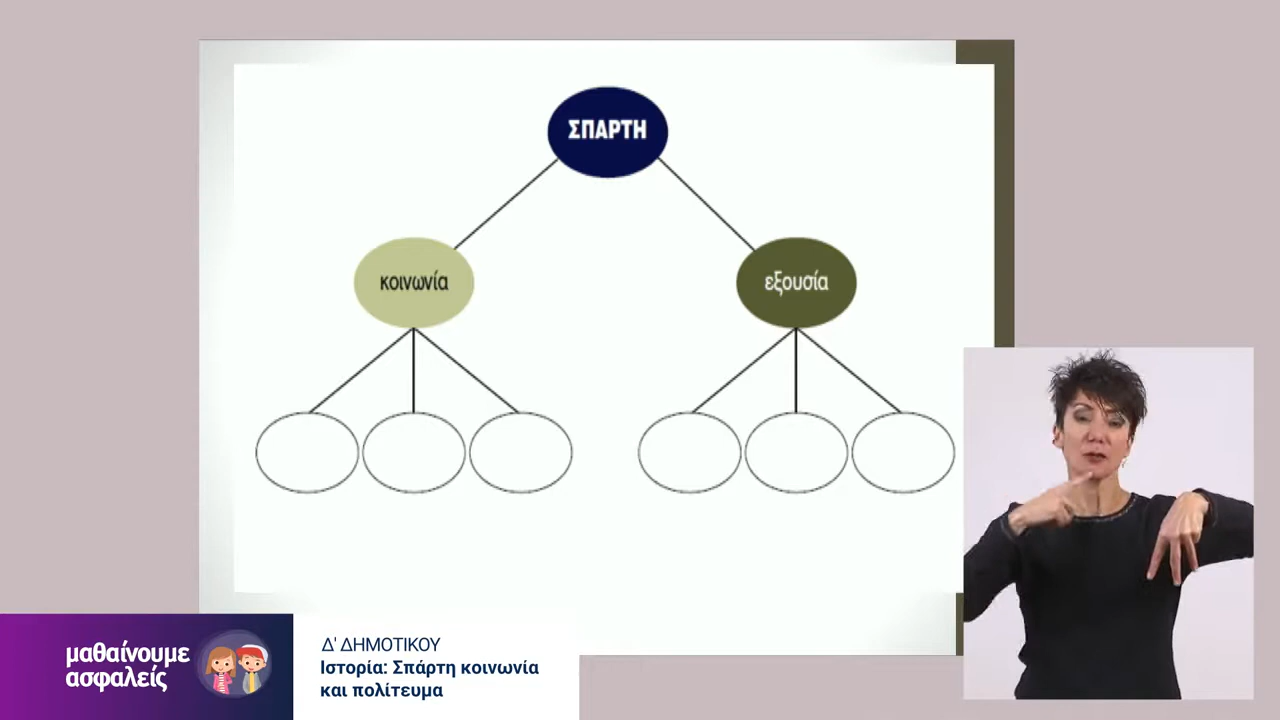 ΣΠΑΡΤΗ
κοινωνία
εξουσία
μαθαίνουμε
ασφαλείς
Δ' ΔΗΜΟΤΙΚΟΥ
Ιστορία: Σπάρτη κοινωνία
και πολίτευμα